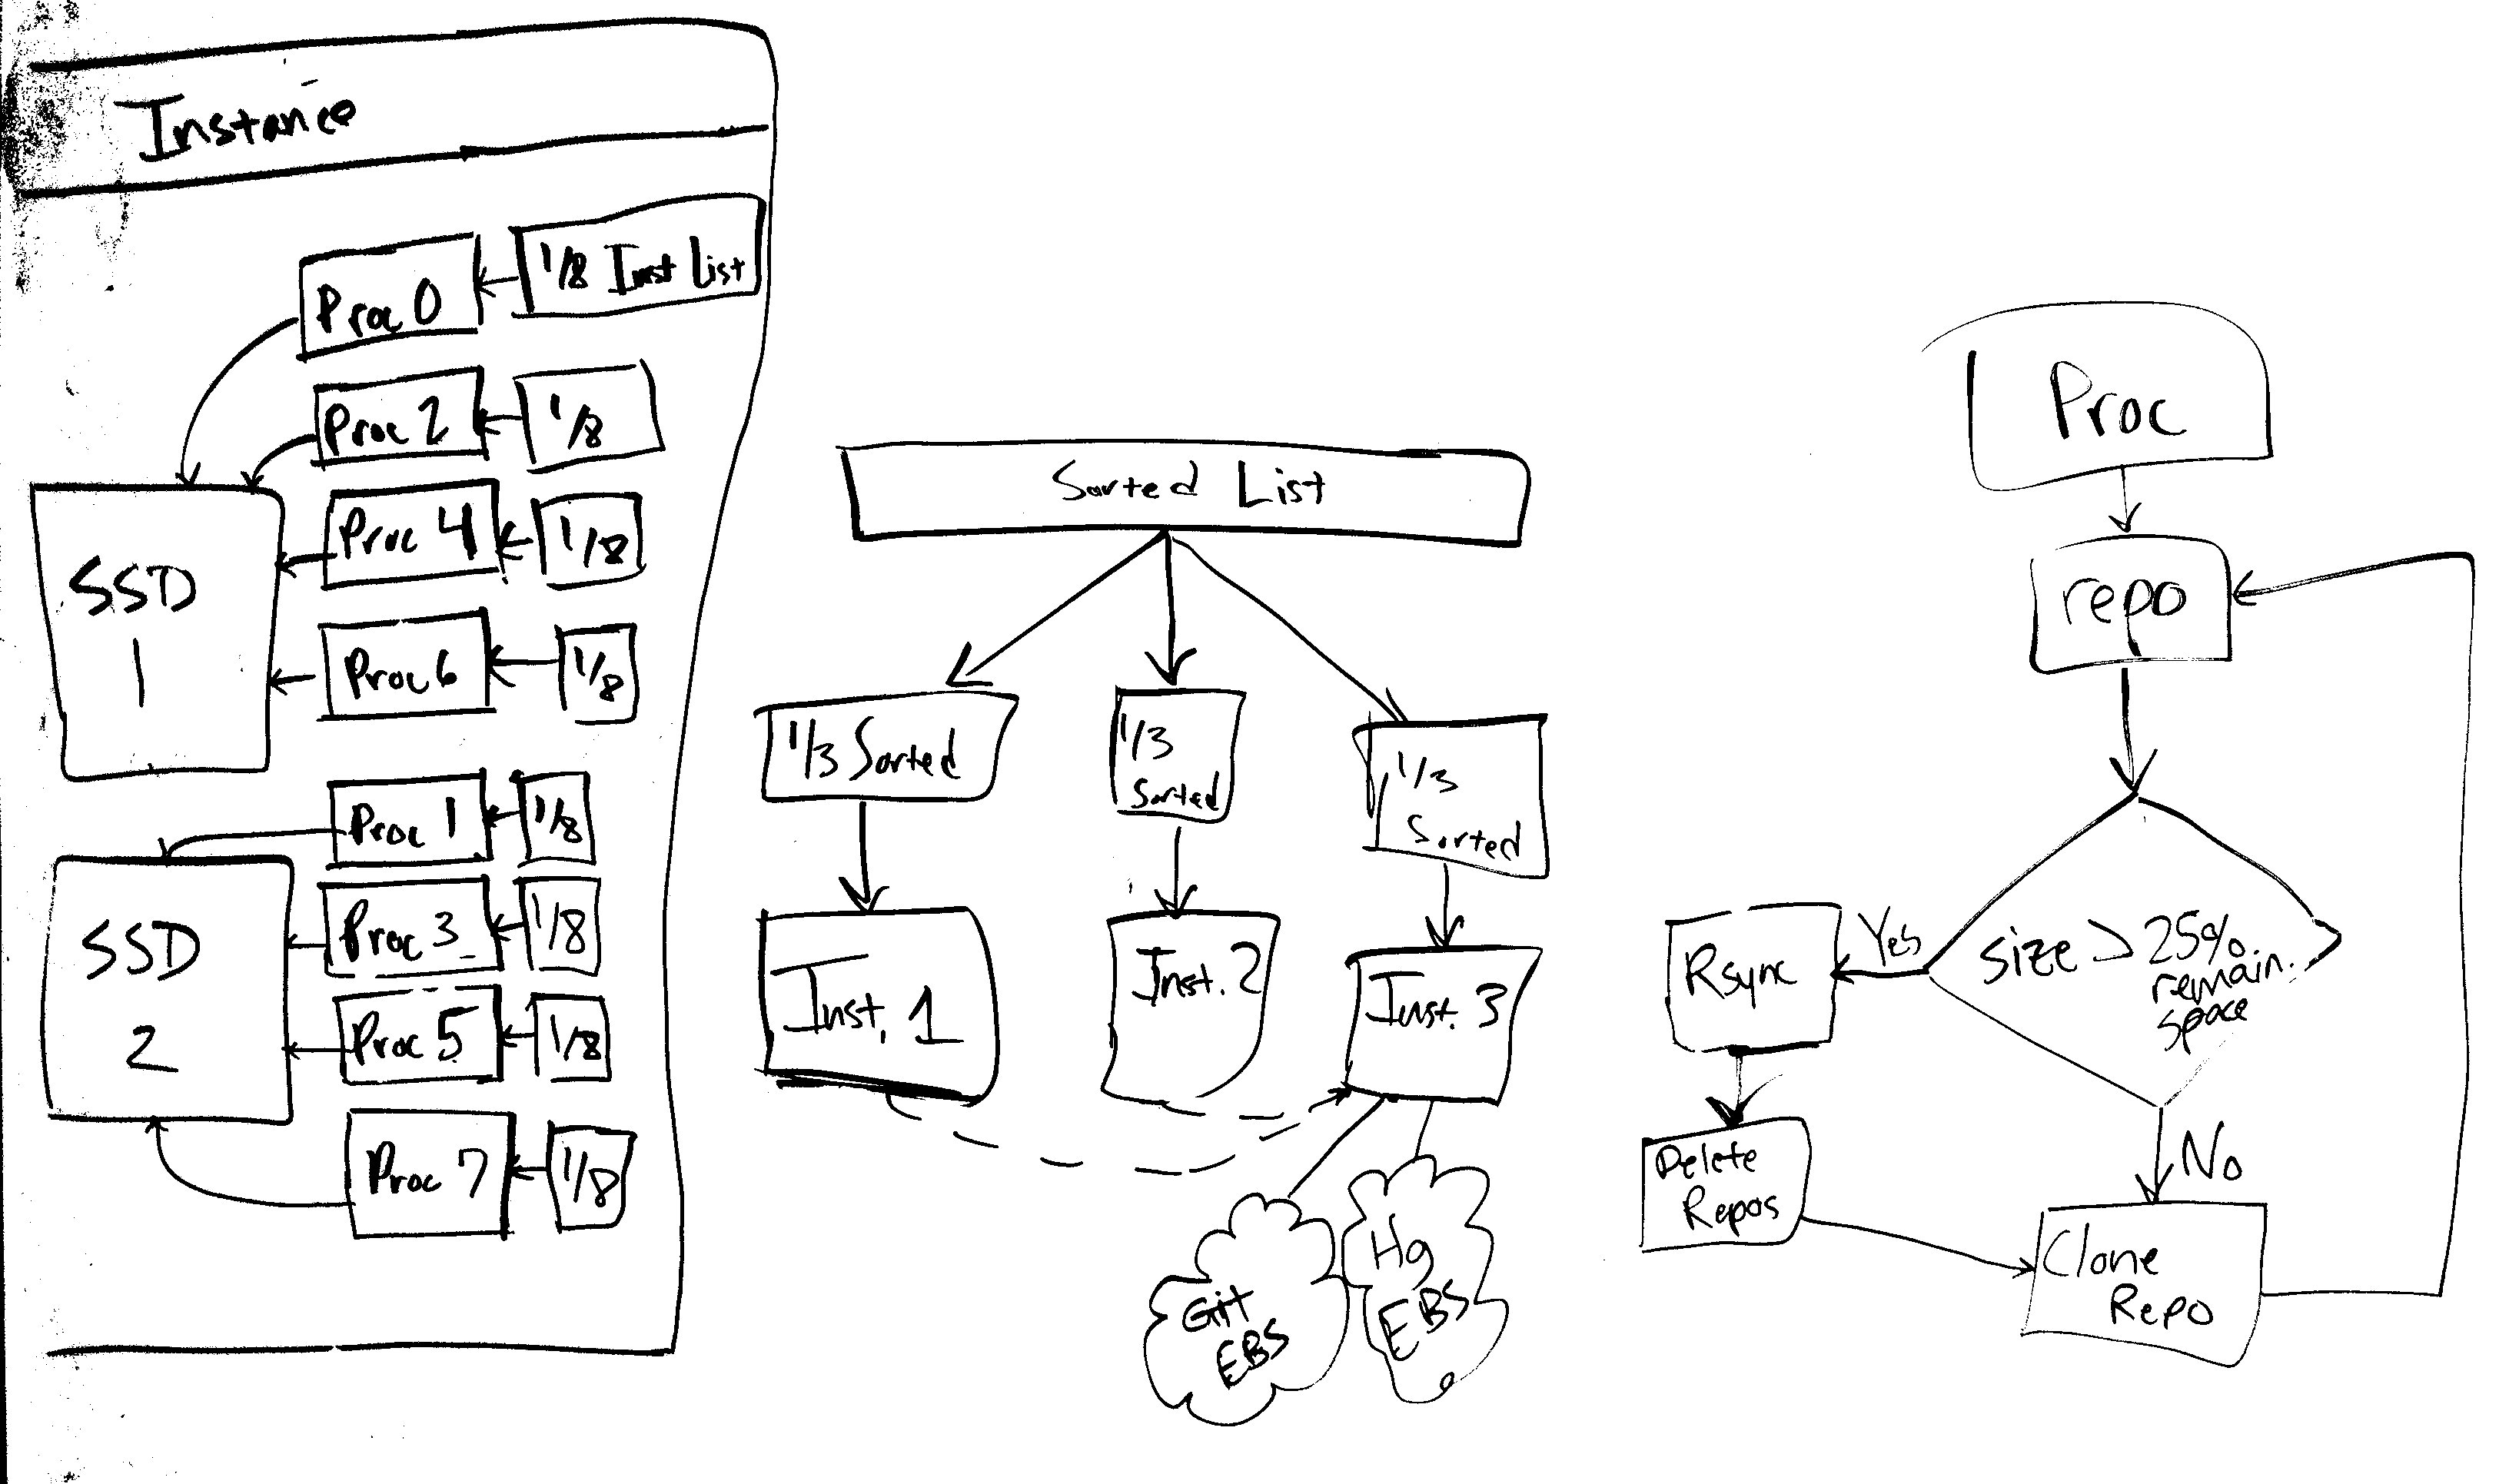 Instance
Proc 0
1/8 Inst List
Proc 2
1/8
Proc 4
1/8
Proc 6
1/8
SSD
1
Proc 1
1/8
Proc 3
1/8
Proc 5
1/8
Proc 7
1/8
SSD
2
Sorted List
1/3 Sorted
1/3
Sorted
1/3
Sorted
Inst. 1
Inst. 2
Inst. 3
Git
EBS
Hg
EBS
Proc
repo
size > 25%
remain.
space
Yes
Rsync
Delete
Repos
No
Clone
Repo